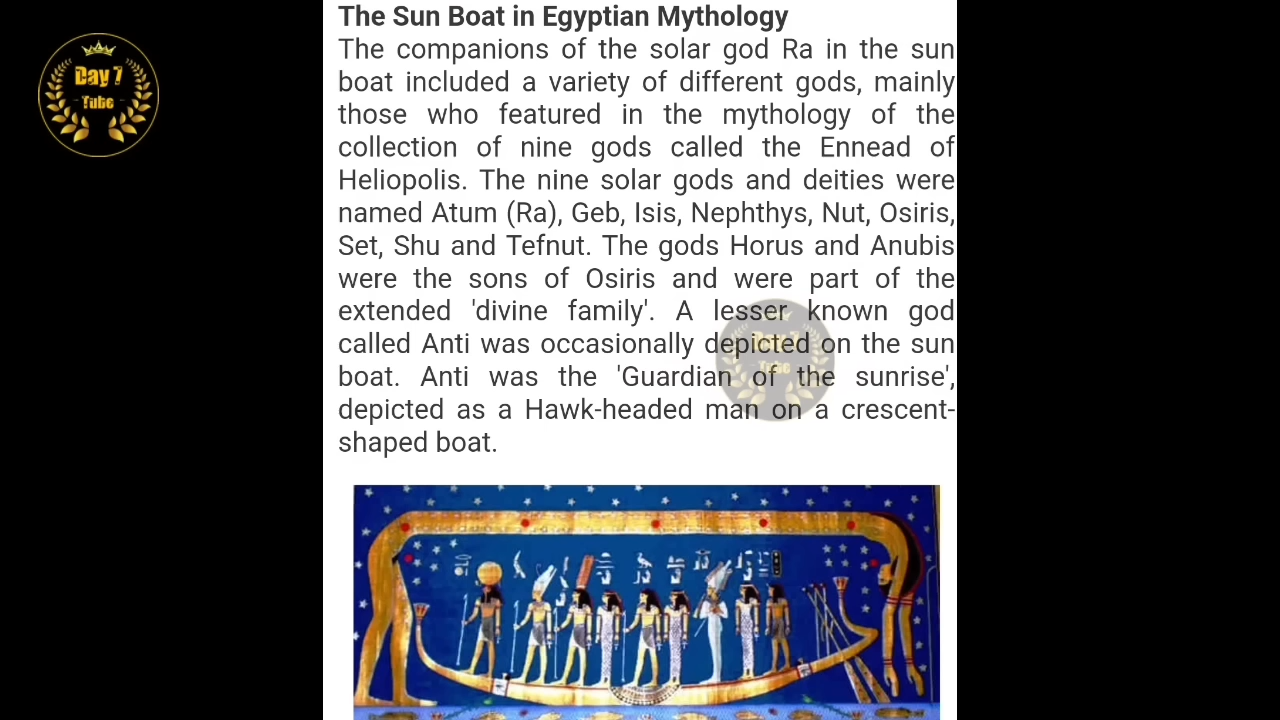 Day 7
Tube
The Sun Boat in Egyptian Mythology
The companions of the solar god Ra in the sun
boat included a variety of different gods, mainly
those who featured in the mythology of the
collection of nine gods called the Ennead of
Heliopolis. The nine solar gods and deities were
named Atum (Ra), Geb, Isis, Nephthys, Nut, Osiris,
Set, Shu and Tefnut. The gods Horus and Anubis
were the sons of Osiris and were part of the
extended 'divine family'. A lesser known god
called Anti was occasionally depicted on the sun
boat. Anti was the 'Guardian of the sunrise',
depicted as a Hawk-headed man on a crescent-
shaped boat.
Day 7
Tube